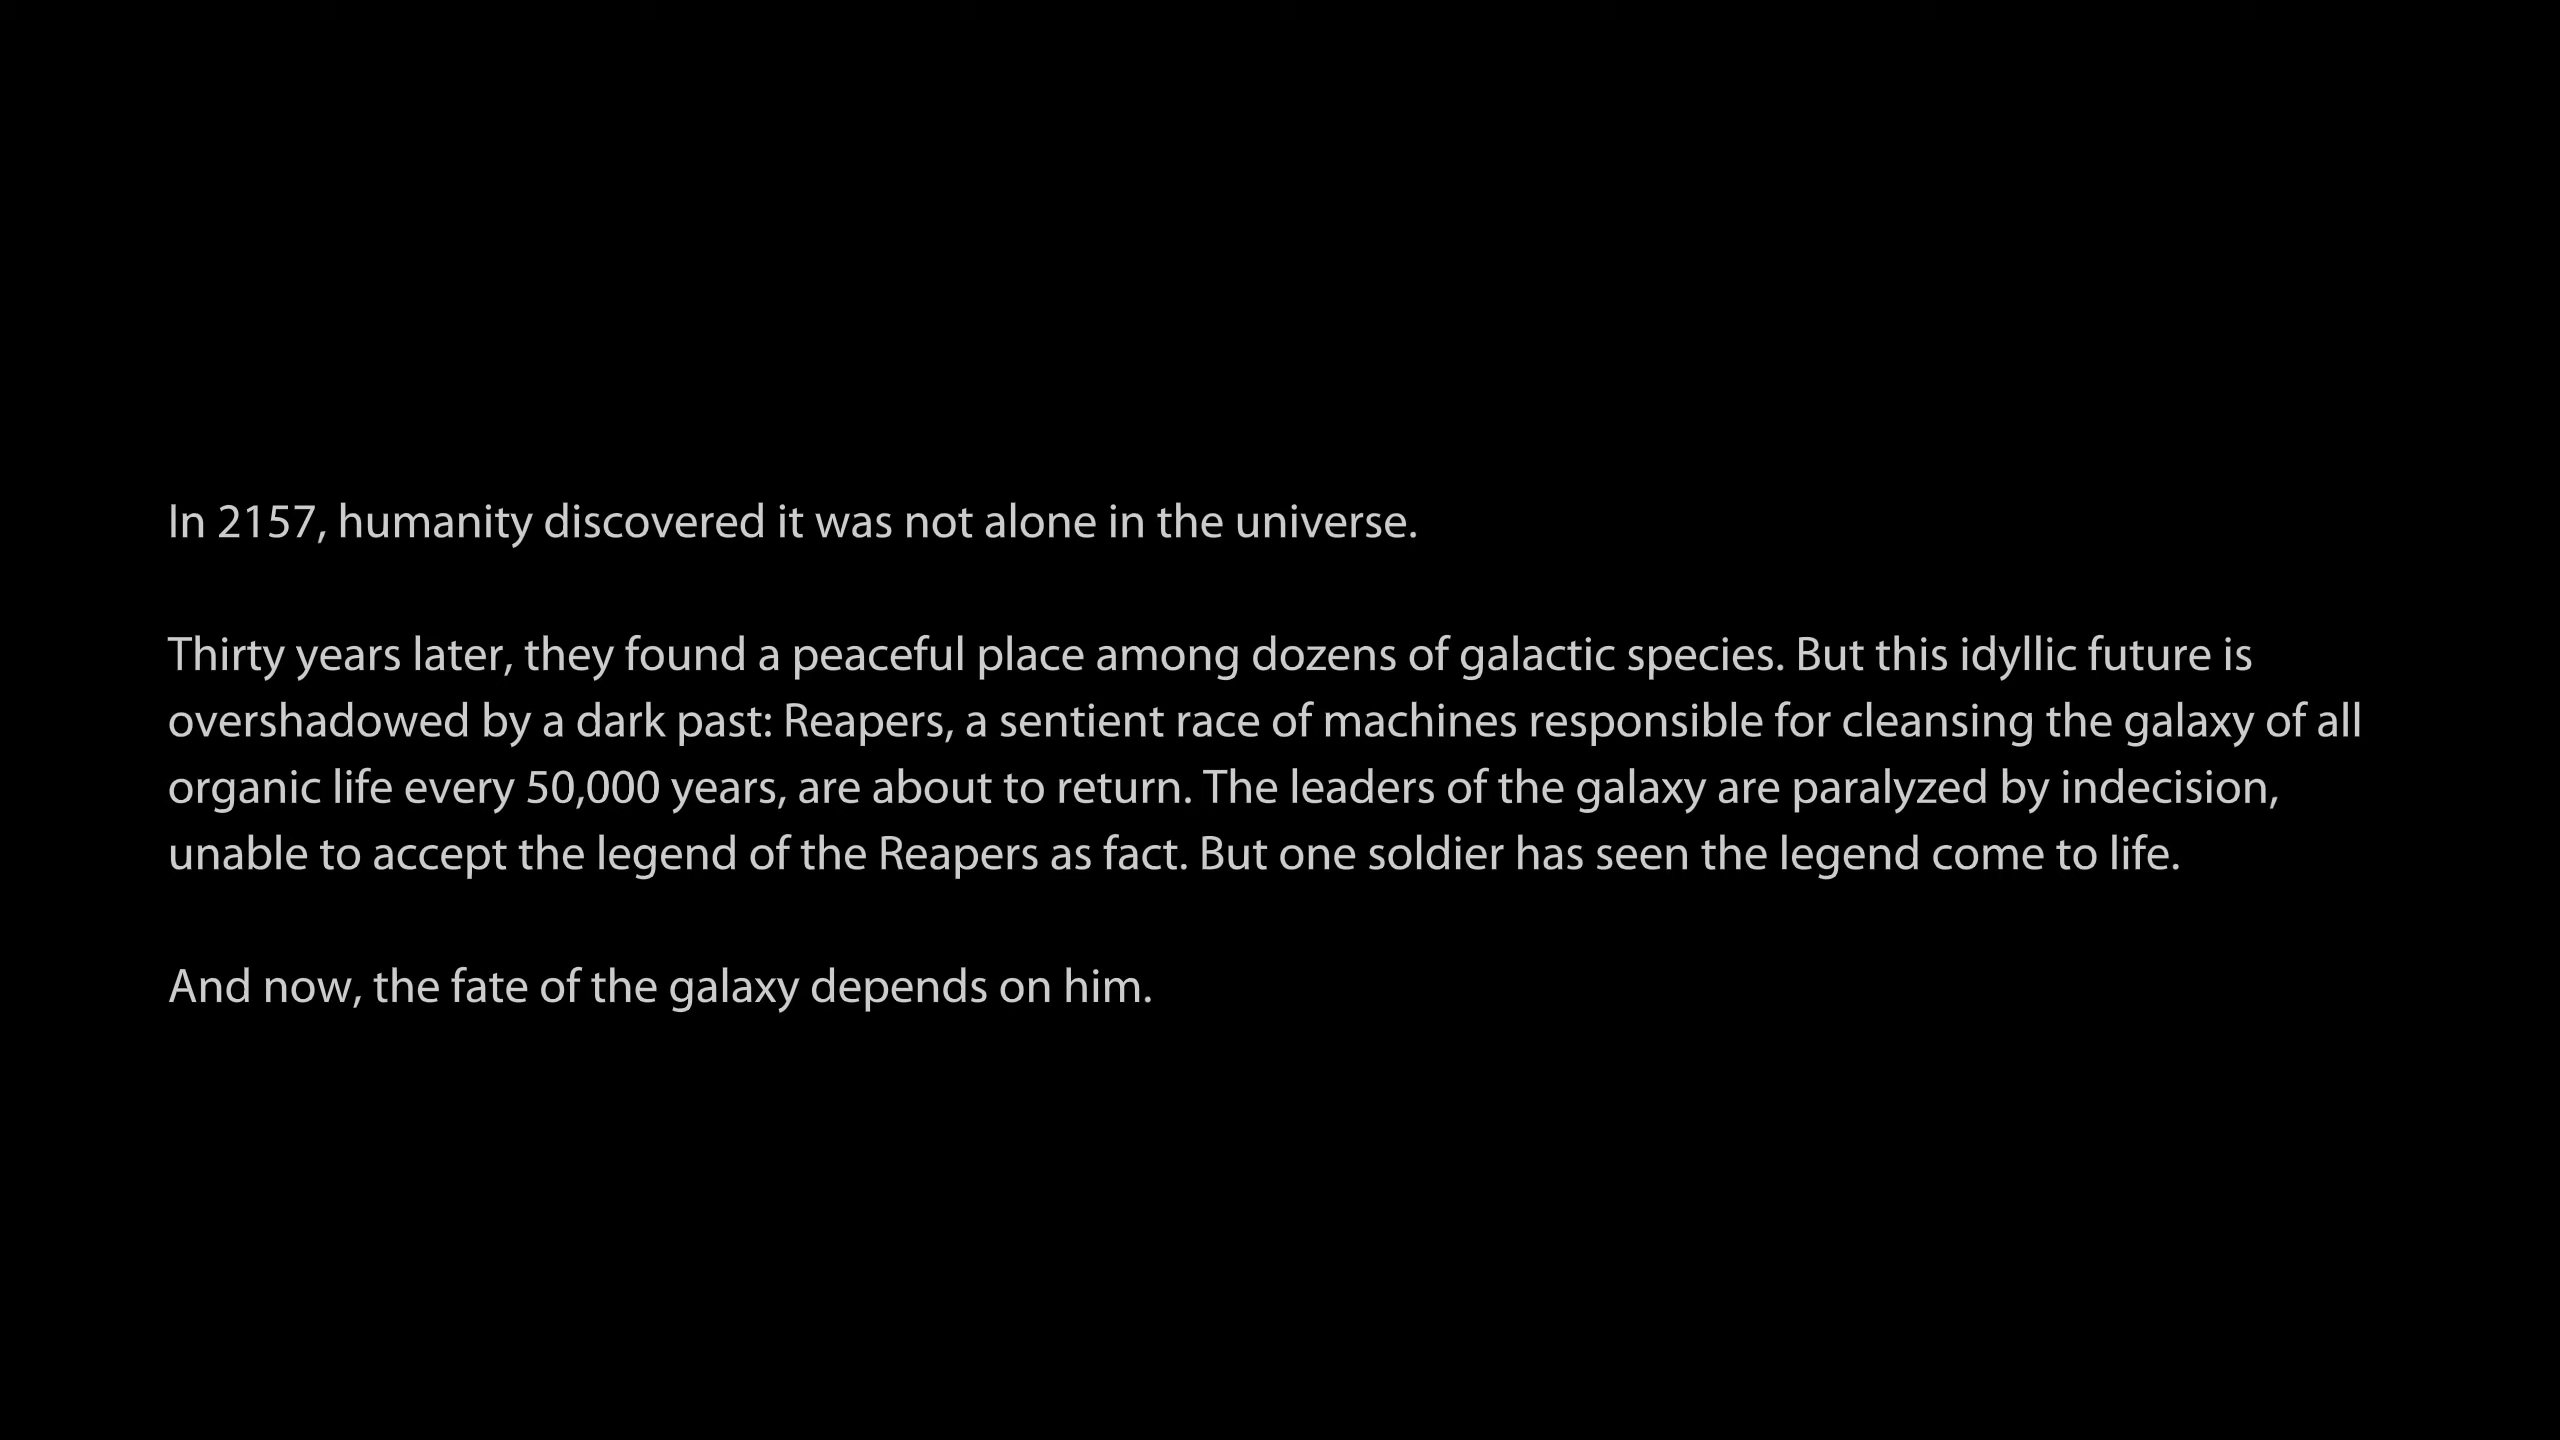 In 2157, humanity discovered it was not alone in the universe.
Thirty years later, they found a peaceful place among dozens of galactic species. But this idyllic future is
overshadowed by a dark past: Reapers, a sentient race of machines responsible for cleansing the galaxy of all
organic life every 50,000 years, are about to return. The leaders of the galaxy are paralyzed by indecision,
unable to accept the legend of the Reapers as fact. But one soldier has seen the legend come to life.
And now, the fate of the galaxy depends on him.